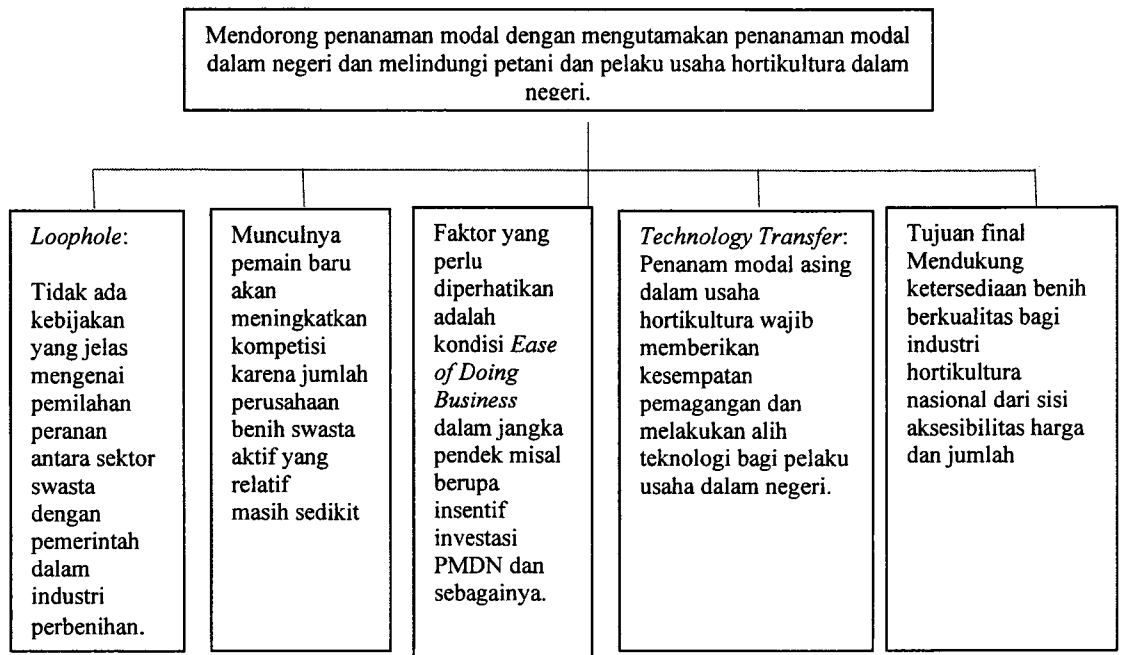 Mendorong penanaman modal dengan mengutamakan penanaman modal
dalam negeri dan melindungi petani dan pelaku usaha hortikultura dalam
negeri.
Loophole:
Tidak ada
kebijakan
yang jelas
mengenai
pemilahan
peranan
antara sektor
swasta
dengan
pemerintah
dalam
industri
perbenihan.
Munculnya
pemain baru
akan
meningkatkan
kompetisi
karena jumlah
perusahaan
benih swasta
aktif yang
relatif
masih sedikit
Faktor yang
perlu
diperhatikan
adalah
kondisi Ease
of Doing
Business
dalam jangka
pendek misal
berupa
insentif
investasi
PMDN dan
sebagainya.
Technology Transfer:
Penanam modal asing
dalam usaha
hortikultura wajib
memberikan
kesempatan
pemagangan dan
melakukan alih
teknologi bagi pelaku
usaha dalam negeri.
Tujuan final
Mendukung
ketersediaan benih
berkualitas bagi
industri
hortikultura
nasional dari sisi
aksesibilitas harga
dan jumlah